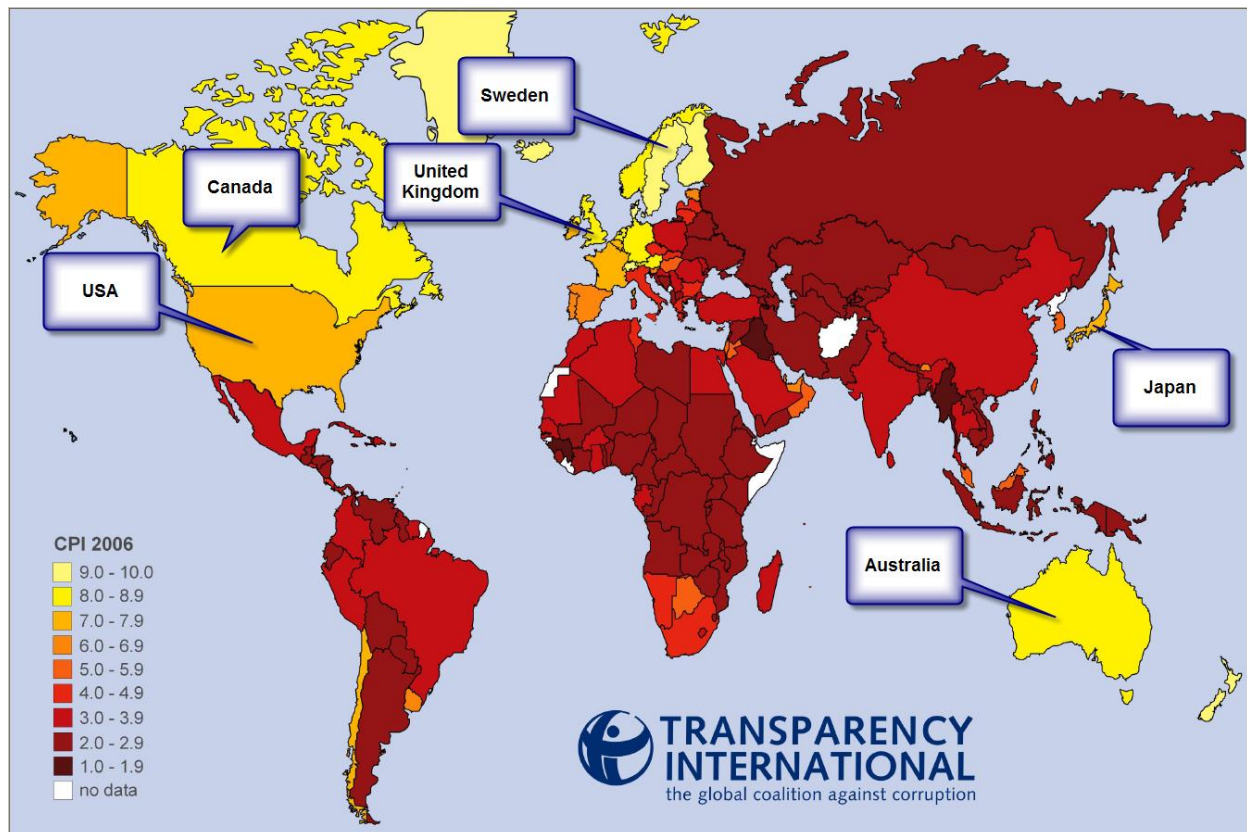 Sweden
United
Kingdom
Canada
USA
Japan
Australia
CPI 2006
9.0 - 10.0
8.0 - 8.9
7.0 - 7.9
6.0 - 6.9
5.0 - 5.9
4.0 - 4.9
3.0 - 3.9
2.0 - 2.9
1.0 - 1.9
no data
TRANSPARENCY
INTERNATIONAL
the global coalition against corruption